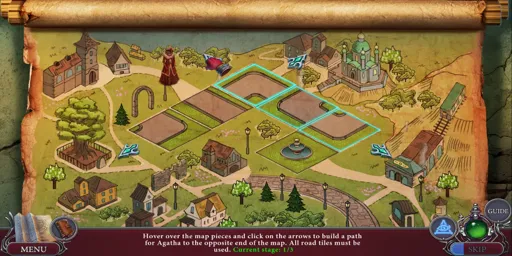 GUIDE
MENU
Hover over the map pieces and click on the arrows to build a path
for Agatha to the opposite end of the map. All road tiles must be
used. Current stage: 1/3
SKIP